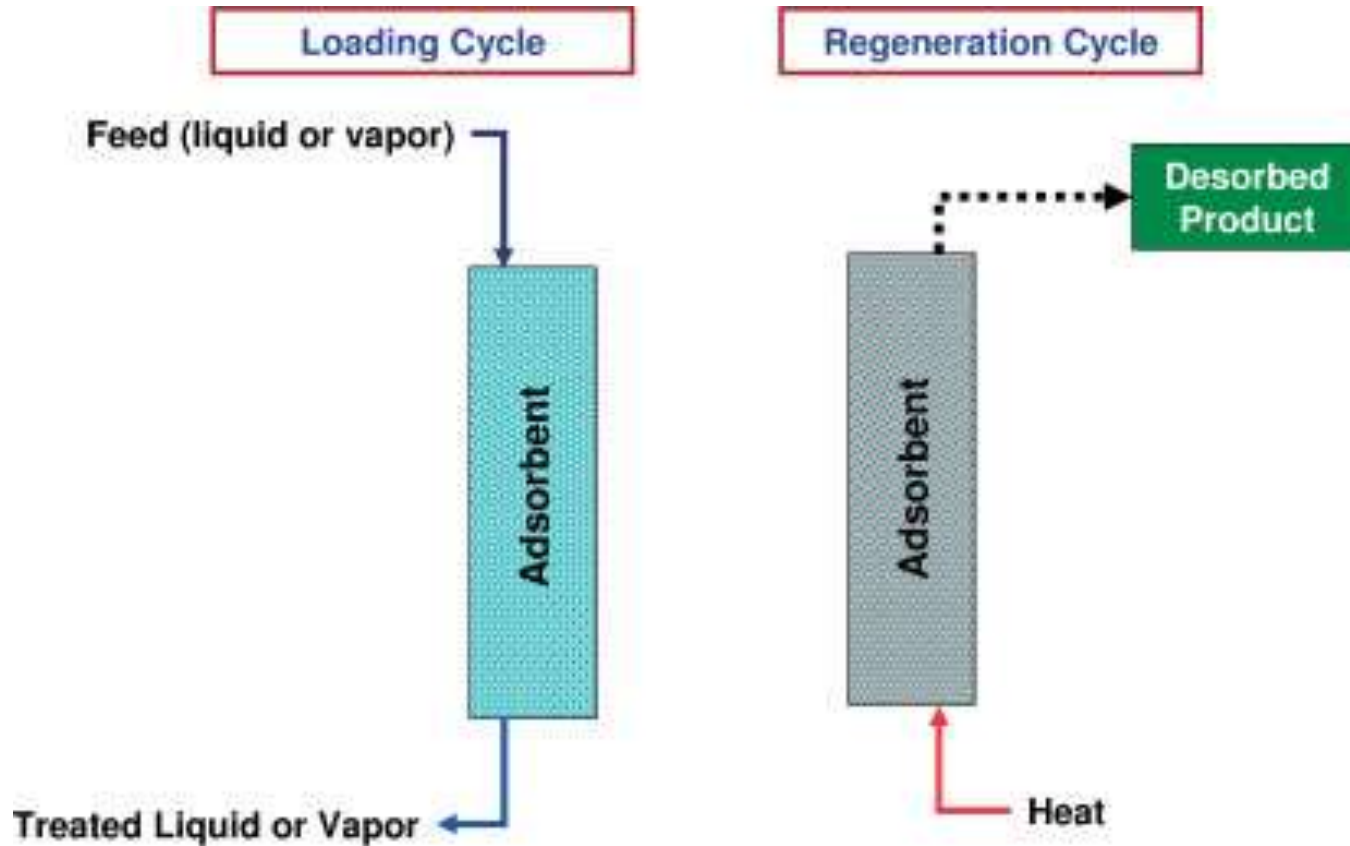 Loading Cycle
Regeneration Cycle
Feed (liquid or vapor)
Desorbed
Product
Adsorbent
Adsorbent
Treated Liquid or Vapor
Heat